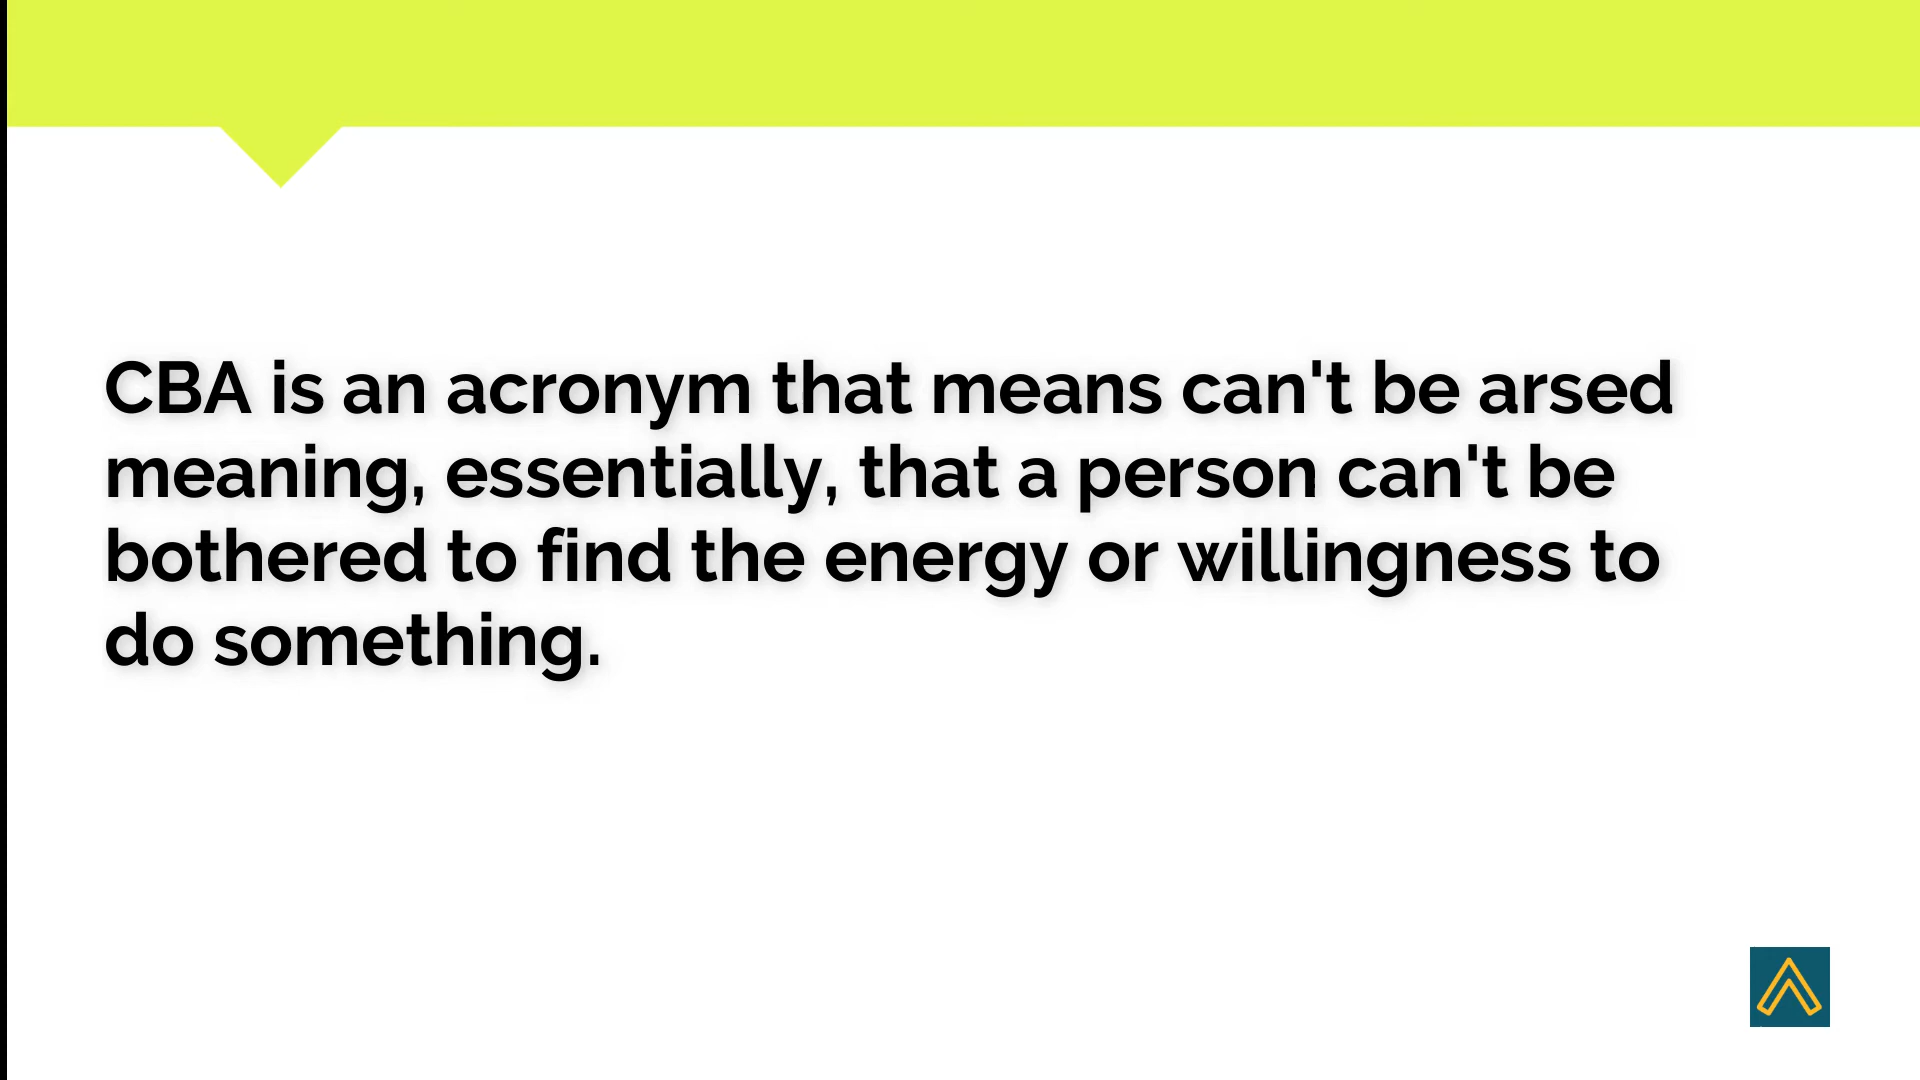 CBA is an acronym that means can't be arsed
meaning, essentially, that a person can't be
bothered to find the energy or willingness to
do something.